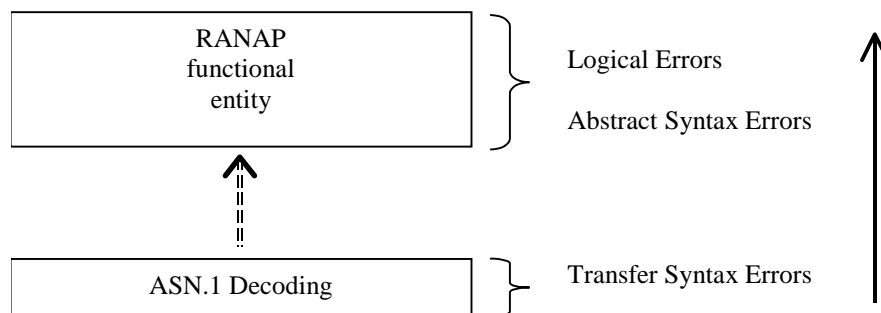 RANAP
functional
entity
Logical Errors
Abstract Syntax Errors
ASN.1 Decoding
Transfer Syntax Errors